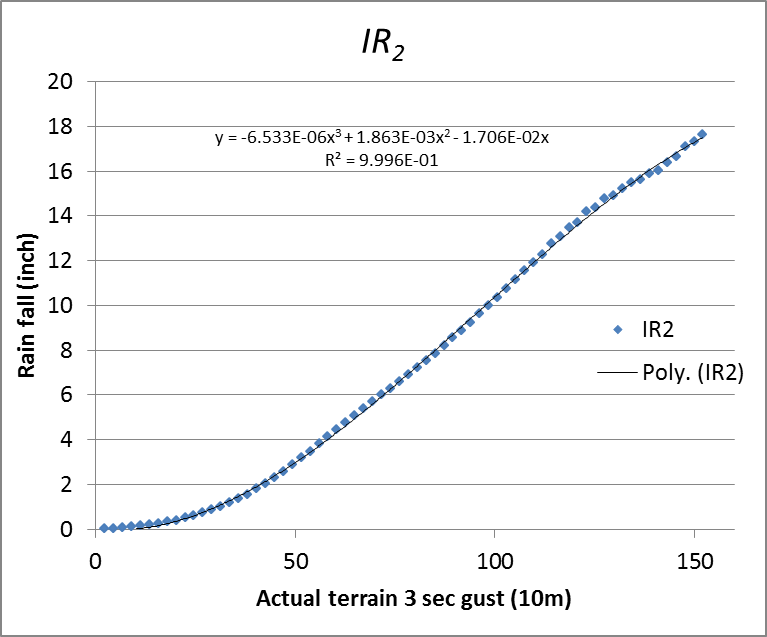 IR₂
20
18
16
14
12
10
8
6
4
2
0
y = -6.533E-06x³ + 1.863E-03x² - 1.706E-02x
R² = 9.996E-01
Rain fall (inch)
IR2
Poly. (IR2)
0 50 100 150
Actual terrain 3 sec gust (10m)